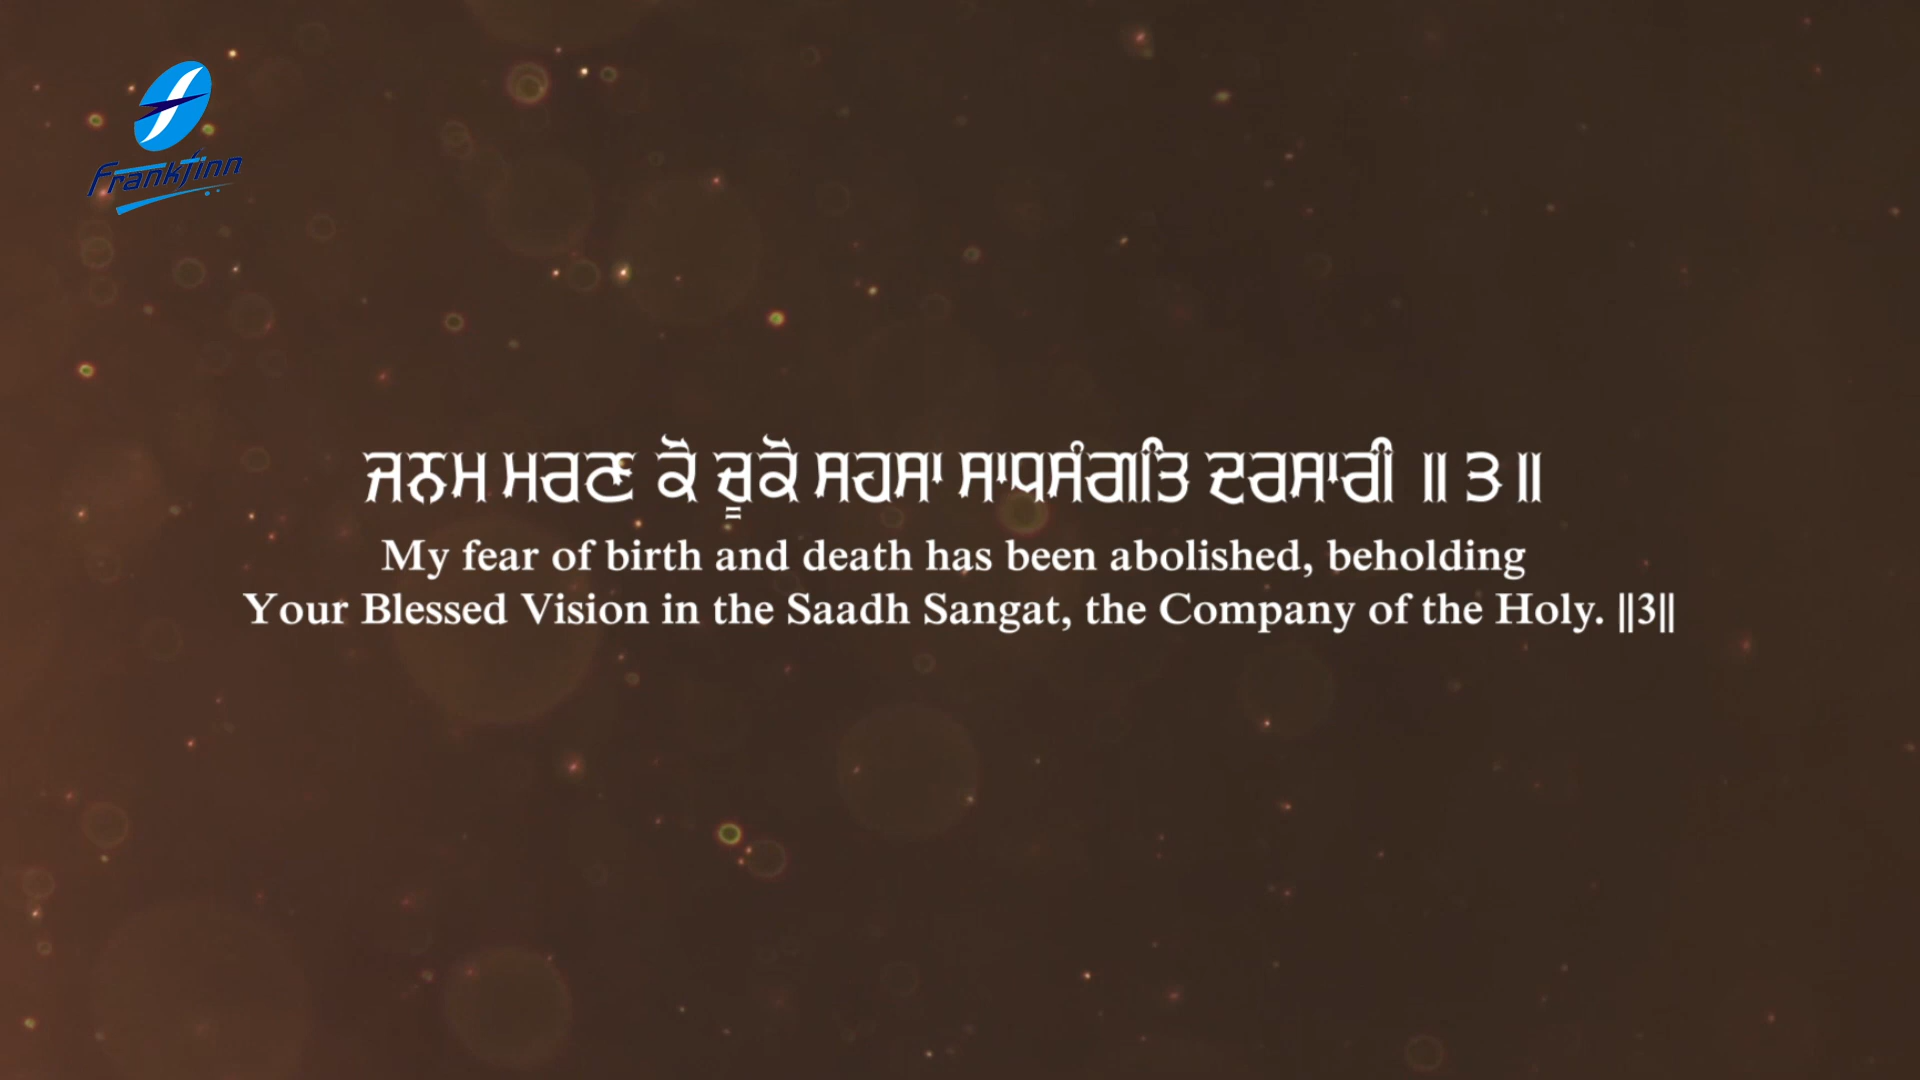 Frankfinn
ਜਨਮ ਮਰਣ ਕੋ ਚੂਕੋ ਸਹਸਾ ਸਾਧਸੰਗਤਿ ਦਰਸਾਰੀ ॥ ੩ ॥
My fear of birth and death has been abolished, beholding
Your Blessed Vision in the Saadh Sangat, the Company of the Holy. ||3||